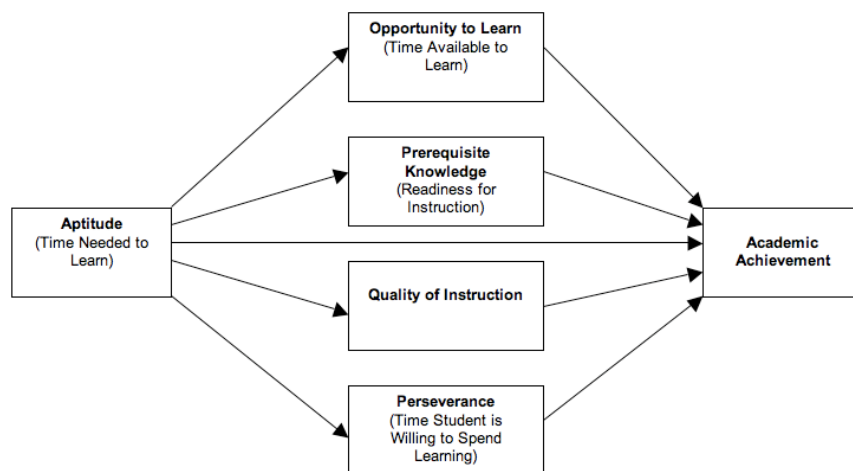 Opportunity to Learn
(Time Available to
Learn)
Prerequisite
Knowledge
(Readiness for
Instruction)
Aptitude
(Time Needed to
Learn)
Academic
Achievement
Quality of Instruction
Perseverance
(Time Student is
Willing to Spend
Learning)